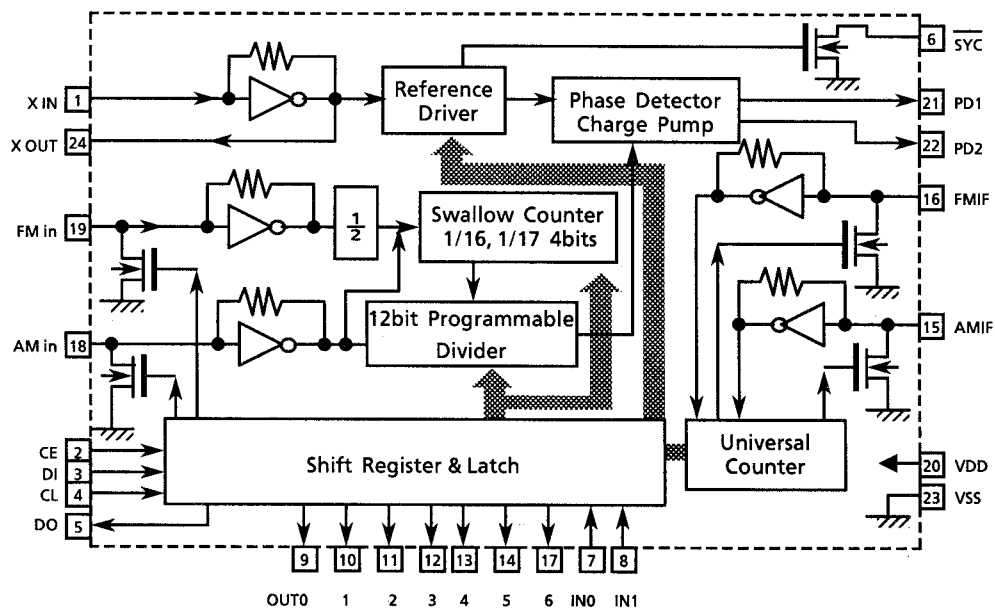 6
SYC
X IN 1
Reference
Driver
Phase Detector
Charge Pump
21 PD1
X OUT 24
22 PD2
FM in 19
1
2
Swallow Counter
1/16, 1/17 4bits
16 FMIF
12bit Programmable
Divider
AM in 18
15 AMIF
CE 2
DI 3
CL 4
DO 5
Shift Register & Latch
Universal
Counter
20 VDD
23 VSS
9 10 11 12 13 14 17 7 8
OUT0 1 2 3 4 5 6 IN0 IN1